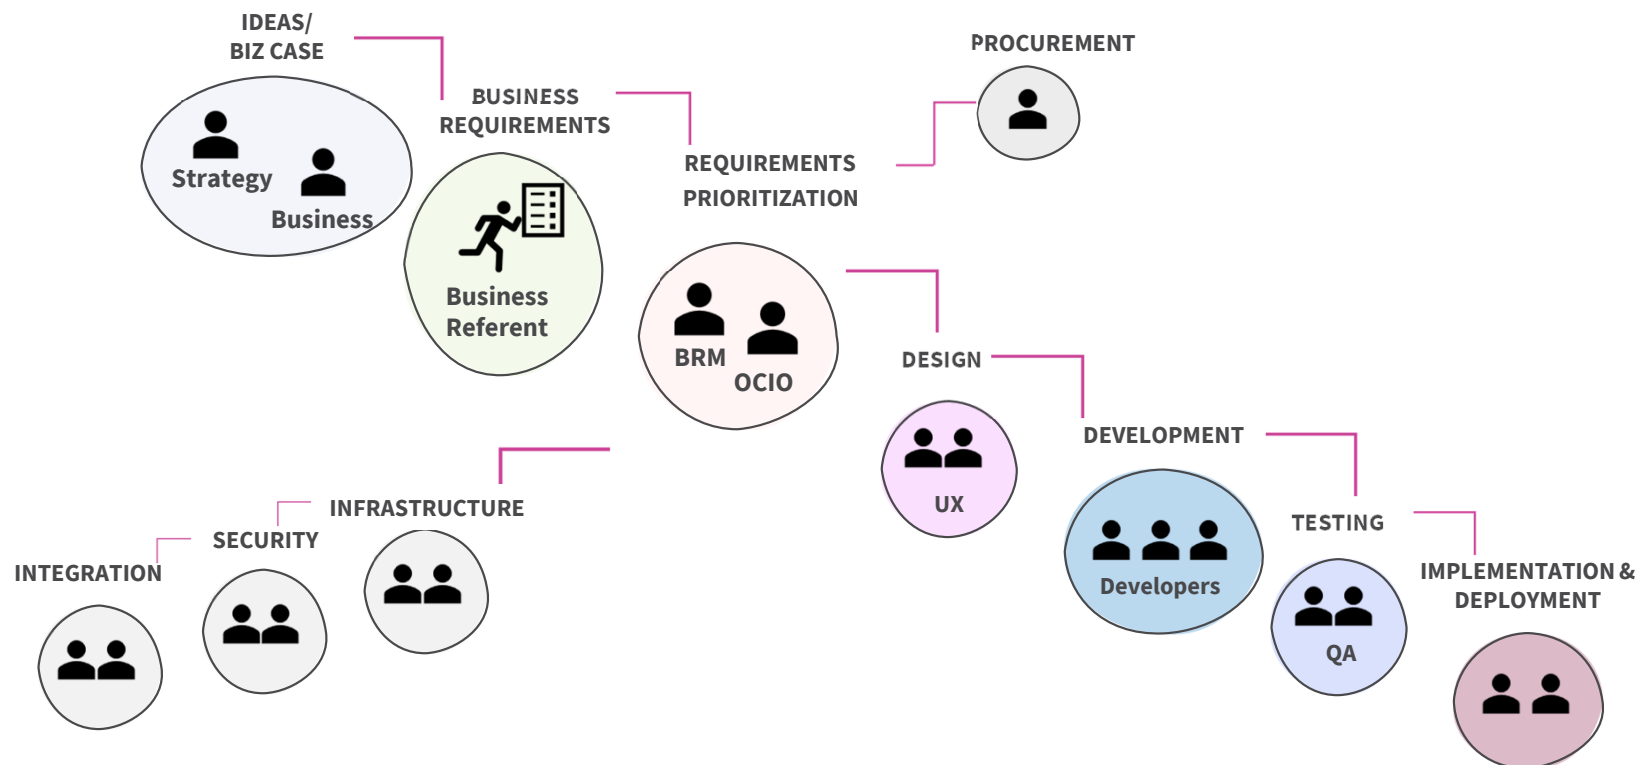 IDEAS/
BIZ CASE
Strategy
Business
BUSINESS
REQUIREMENTS
Business
Referent
REQUIREMENTS
PRIORITIZATION
BRM
OCIO
PROCUREMENT
DESIGN
UX
DEVELOPMENT
Developers
TESTING
QA
IMPLEMENTATION &
DEPLOYMENT
INFRASTRUCTURE
SECURITY
INTEGRATION